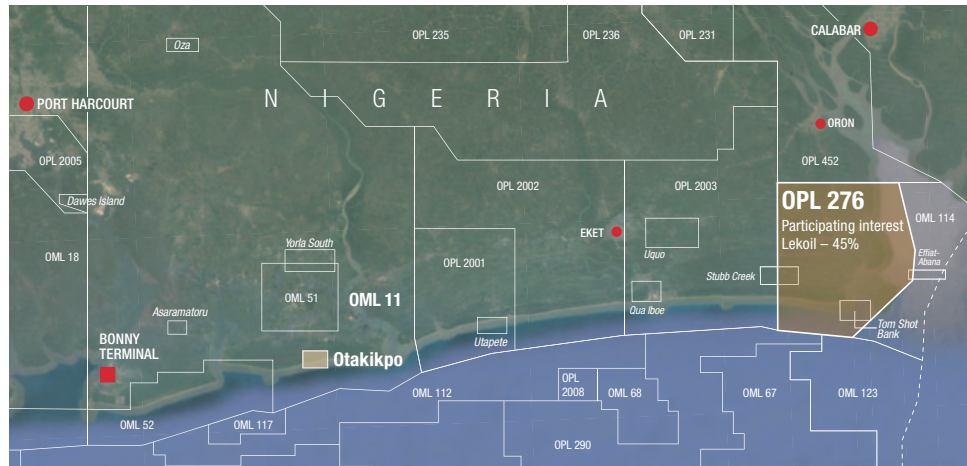 OPL 235
OPL 236
OPL 231
CALABAR
Oza
NIGERIA
PORT HARCOURT
ORON
OPL 2005
OPL 452
OPL 2002
OPL 2003
Dawes Island
OPL 276
Participating interest
Lekoil – 45%
OML 114
EKET
Yorla South
Uquo
OML 18
OPL 2001
Effiat-
Abana
Stubb Creek
OML 51
OML 11
Qua Iboe
Asaramatoru
Utapete
Tom Shot
Bank
BONNY
TERMINAL
Otakikpo
OPL
2008
OML 112
OML 68
OML 67
OML 123
OML 52
OML 117
OPL 290